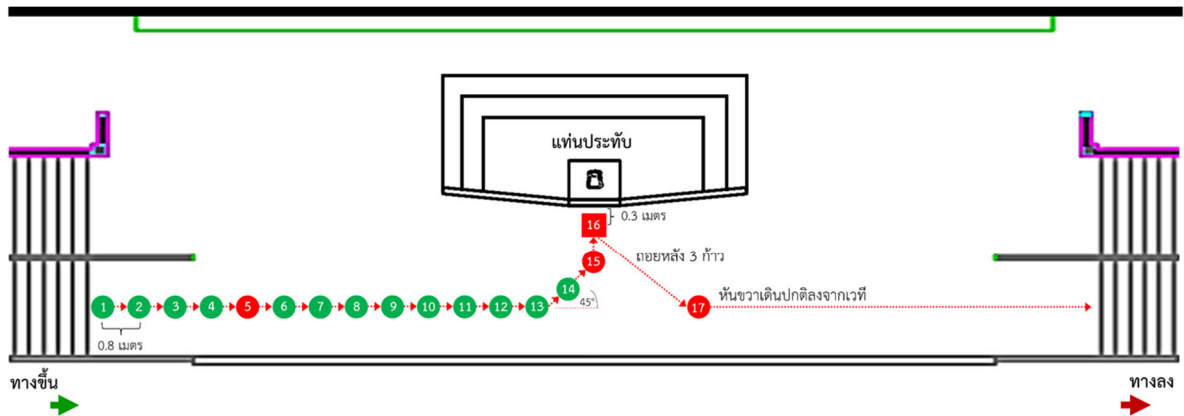 แท่นประทับ
16
0.3 เมตร
15
ถอยหลัง 3 ก้าว
14
45°
1 2 3 4 5 6 7 8 9 10 11 12 13
17
หันขวาเดินปกติลงจากเวที
0.8 เมตร
ทางขึ้น
ทางลง